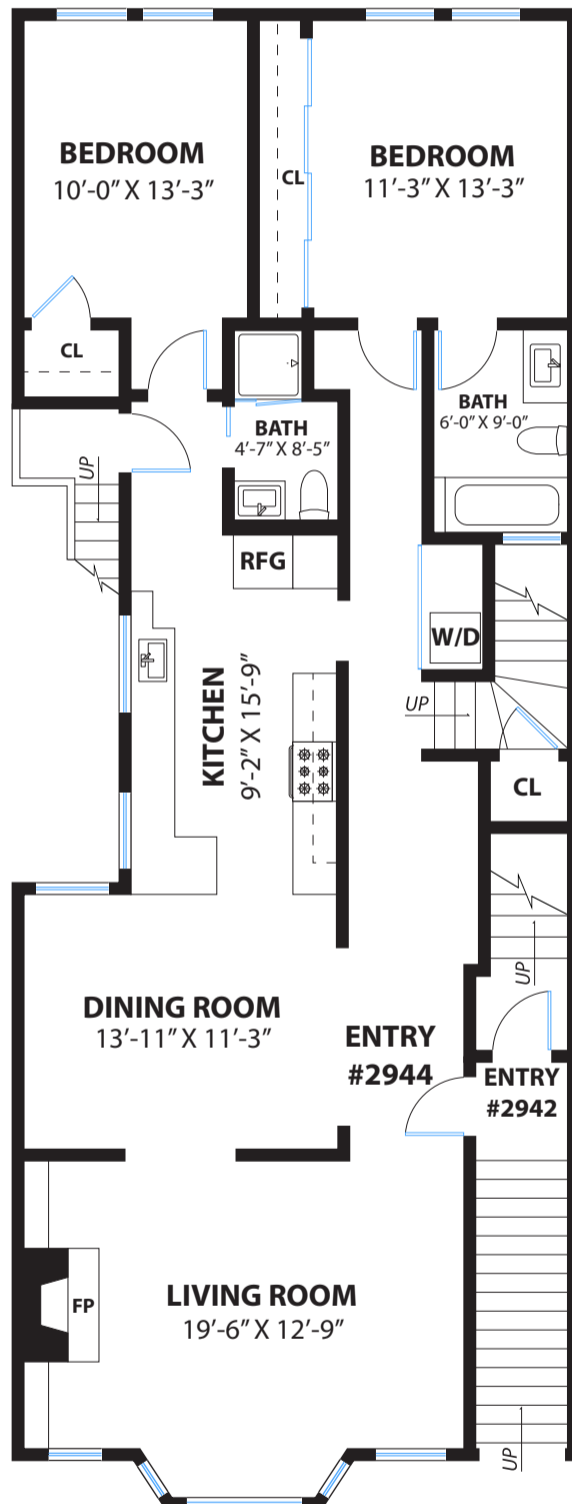 BEDROOM
10′-0″ X 13′-3″
CL
BEDROOM
11′-3″ X 13′-3″
CL
BATH
4′-7″ X 8′-5″
BATH
6′-0″ X 9′-0″
UP
RFG
W/D
KITCHEN
9′-2″ X 15′-9″
UP
CL
UP
DINING ROOM
13′-11″ X 11′-3″
ENTRY
#2944
ENTRY
#2942
LIVING ROOM
19′-6″ X 12′-9″
FP
UP